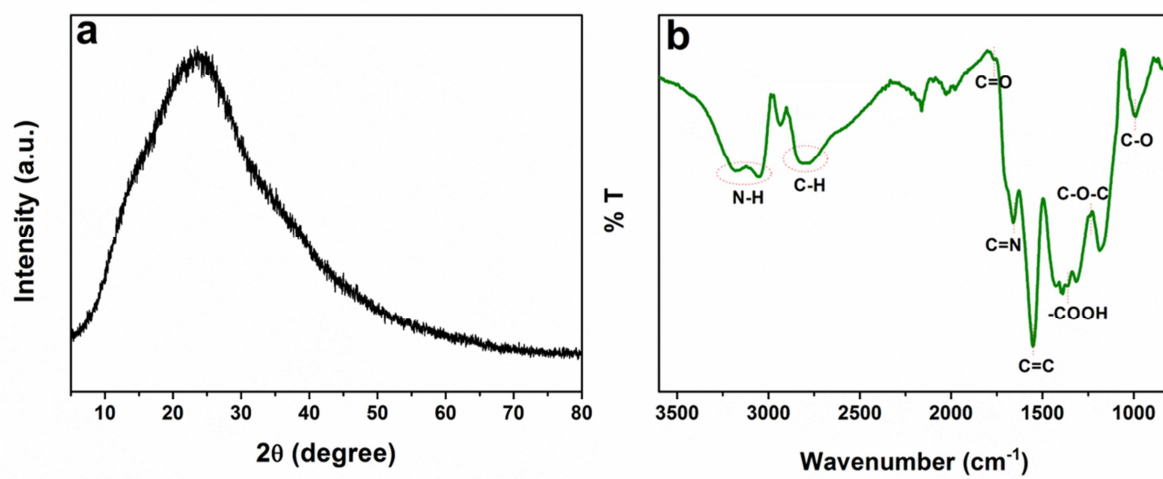 a
Intensity (a.u.)
10 20 30 40 50 60 70 80
2θ (degree)
b
% T
C=O
N-H
C-H
C=N
C=C
C-O-C
-COOH
C-O
3500 3000 2500 2000 1500 1000
Wavenumber (cm⁻¹)